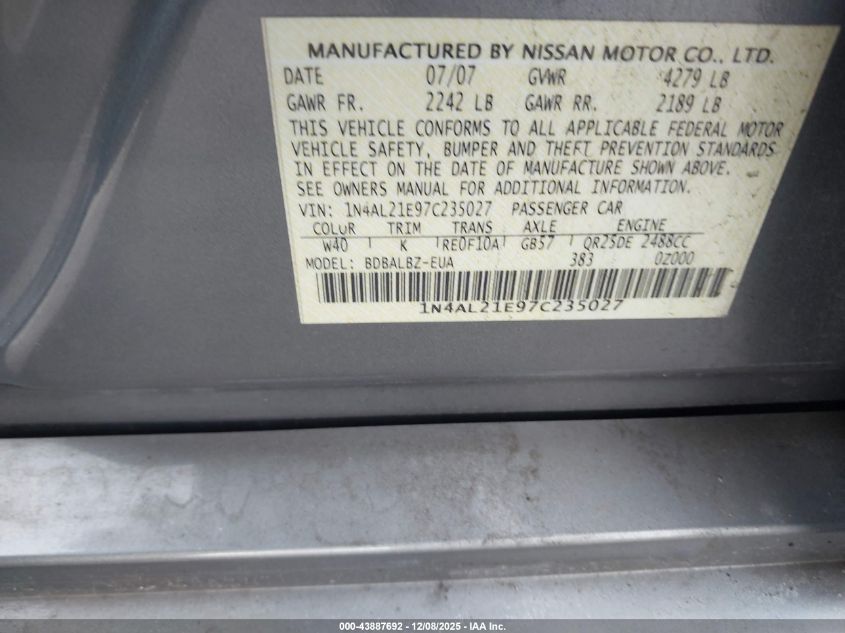 MANUFACTURED BY NISSAN MOTOR CO., LTD.
DATE 07/07 GVWR 4279 LB
GAWR FR. 2242 LB GAWR RR. 2189 LB
THIS VEHICLE CONFORMS TO ALL APPLICABLE FEDERAL MOTOR
VEHICLE SAFETY, BUMPER AND THEFT PREVENTION STANDARDS
IN EFFECT ON THE DATE OF MANUFACTURE SHOWN ABOVE.
SEE OWNERS MANUAL FOR ADDITIONAL INFORMATION.
VIN: 1N4AL21E97C235027 PASSENGER CAR
COLOR TRIM TRANS AXLE ENGINE
W40 K RE0F10A GB57 QR25DE 2488CC
MODEL: BDBALBZ-EUA 383 0Z000
1N4AL21E97C235027
000-43887692 - 12/08/2025 - IAA Inc.